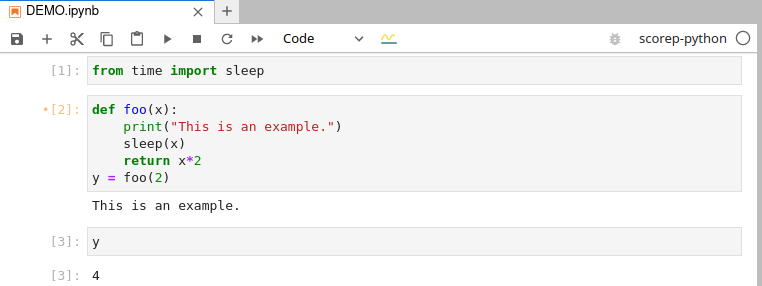 DEMO.ipynb
Code
scorep-python
[1]: from time import sleep
*[2]: def foo(x):
    print("This is an example.")
    sleep(x)
    return x*2
y = foo(2)
This is an example.
[3]: y
[3]: 4